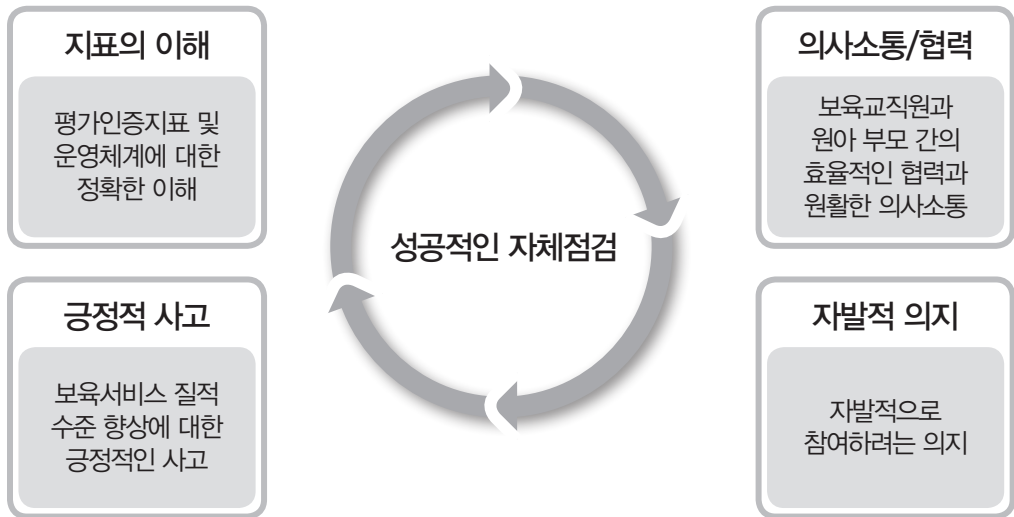 지표의 이해
평가인증지표 및
운영체계에 대한
정확한 이해
의사소통/협력
보육교직원과
원아 부모 간의
효율적인 협력과
원활한 의사소통
성공적인 자체점검
긍정적 사고
보육서비스 질적
수준 향상에 대한
긍정적인 사고
자발적 의지
자발적으로
참여하려는 의지